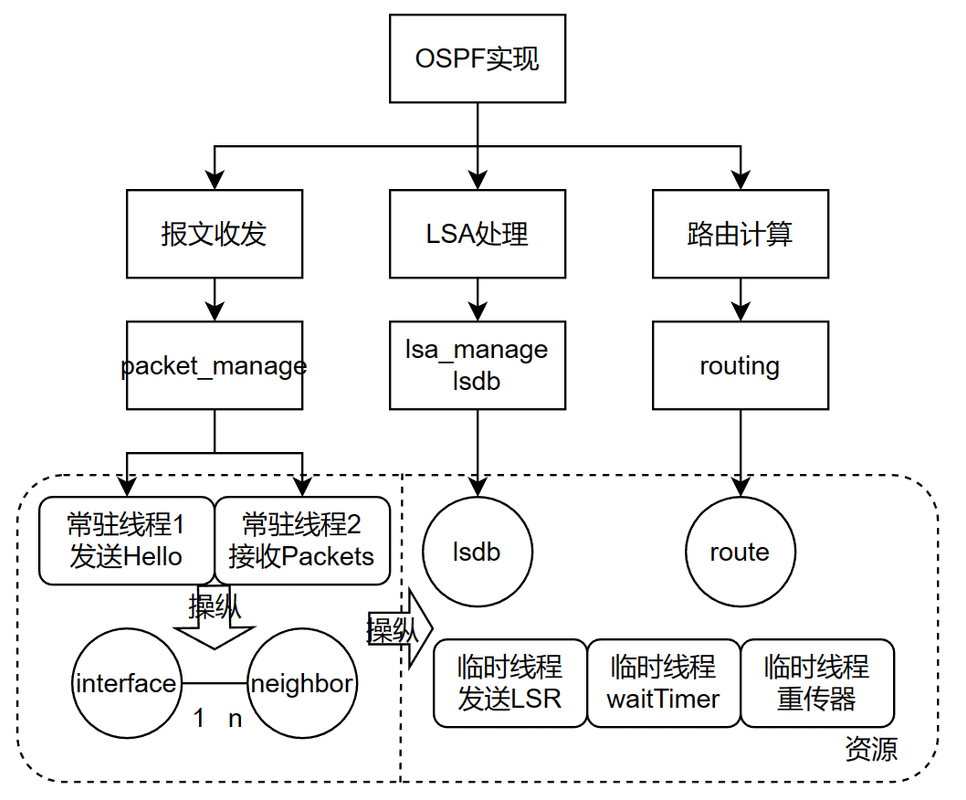 OSPF实现
报文收发
LSA处理
路由计算
packet_manage
lsa_manage
lsdb
routing
常驻线程1
发送Hello
常驻线程2
接收Packets
lsdb
route
操纵
操纵
interface
neighbor
1 n
临时线程
发送LSR
临时线程
waitTimer
临时线程
重传器
资源